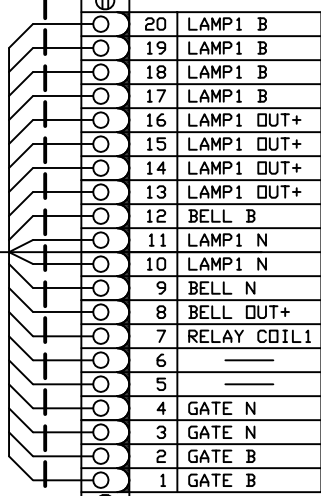 20 LAMP1 B
19 LAMP1 B
18 LAMP1 B
17 LAMP1 B
16 LAMP1 OUT+
15 LAMP1 OUT+
14 LAMP1 OUT+
13 LAMP1 OUT+
12 BELL B
11 LAMP1 N
10 LAMP1 N
9 BELL N
8 BELL OUT+
7 RELAY COIL1
6 —
5 —
4 GATE N
3 GATE N
2 GATE B
1 GATE B